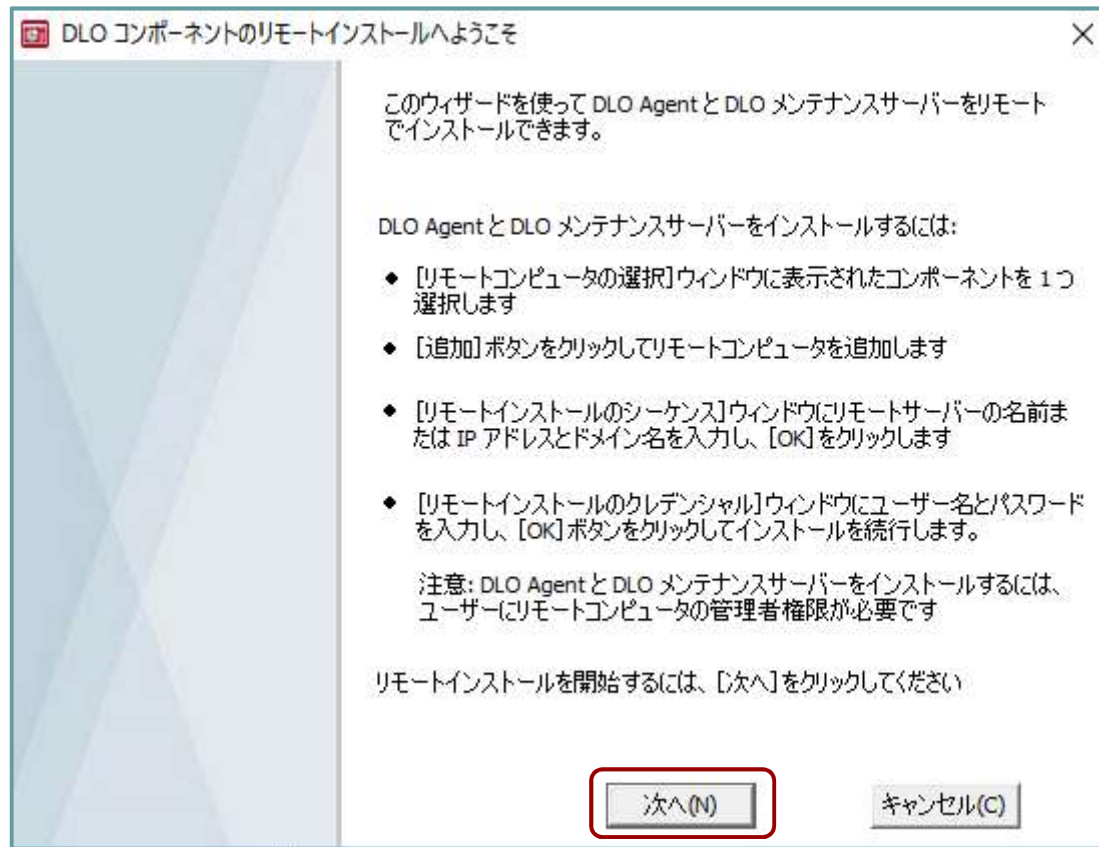 DLO コンポーネントのリモートインストールへようこそ
このウィザードを使って DLO Agent と DLO メンテナンスサーバーをリモート
でインストールできます。
DLO Agent と DLO メンテナンスサーバーをインストールするには:
◆ [リモートコンピュータの選択]ウィンドウに表示されたコンポーネントを 1 つ
選択します
◆ [追加]ボタンをクリックしてリモートコンピュータを追加します
◆ [リモートインストールのシーケンス]ウィンドウにリモートサーバーの名前ま
たは IP アドレスとドメイン名を入力し、[OK]をクリックします
◆ [リモートインストールのクレデンシャル]ウィンドウにユーザー名とパスワード
を入力し、[OK]ボタンをクリックしてインストールを続行します。
注意: DLO Agent と DLO メンテナンスサーバーをインストールするには、
ユーザーにリモートコンピュータの管理者権限が必要です
リモートインストールを開始するには、[次へ]をクリックしてください
次へ(N) キャンセル(C)